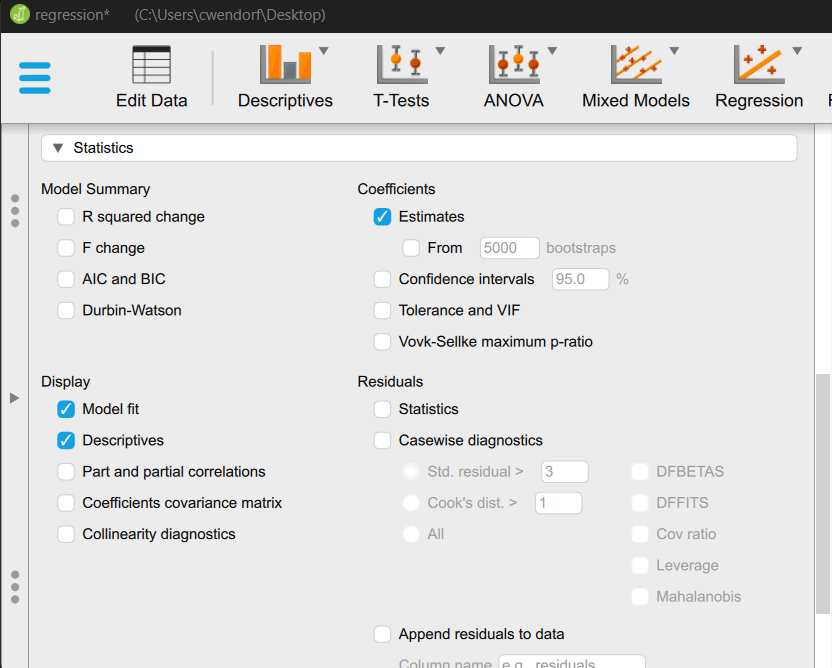 regression* (C:\Users\cwendorf\Desktop)
Edit Data Descriptives T-Tests ANOVA Mixed Models Regression
Statistics
Model Summary
R squared change
F change
AIC and BIC
Durbin-Watson
Coefficients
Estimates
From 5000 bootstraps
Confidence intervals 95.0 %
Tolerance and VIF
Vovk-Sellke maximum p-ratio
Display
Model fit
Descriptives
Part and partial correlations
Coefficients covariance matrix
Collinearity diagnostics
Residuals
Statistics
Casewise diagnostics
Std. residual > 3
Cook's dist. > 1
All
DFBETAS
DFFITS
Cov ratio
Leverage
Mahalanobis
Append residuals to data
Column name e.g., residuals